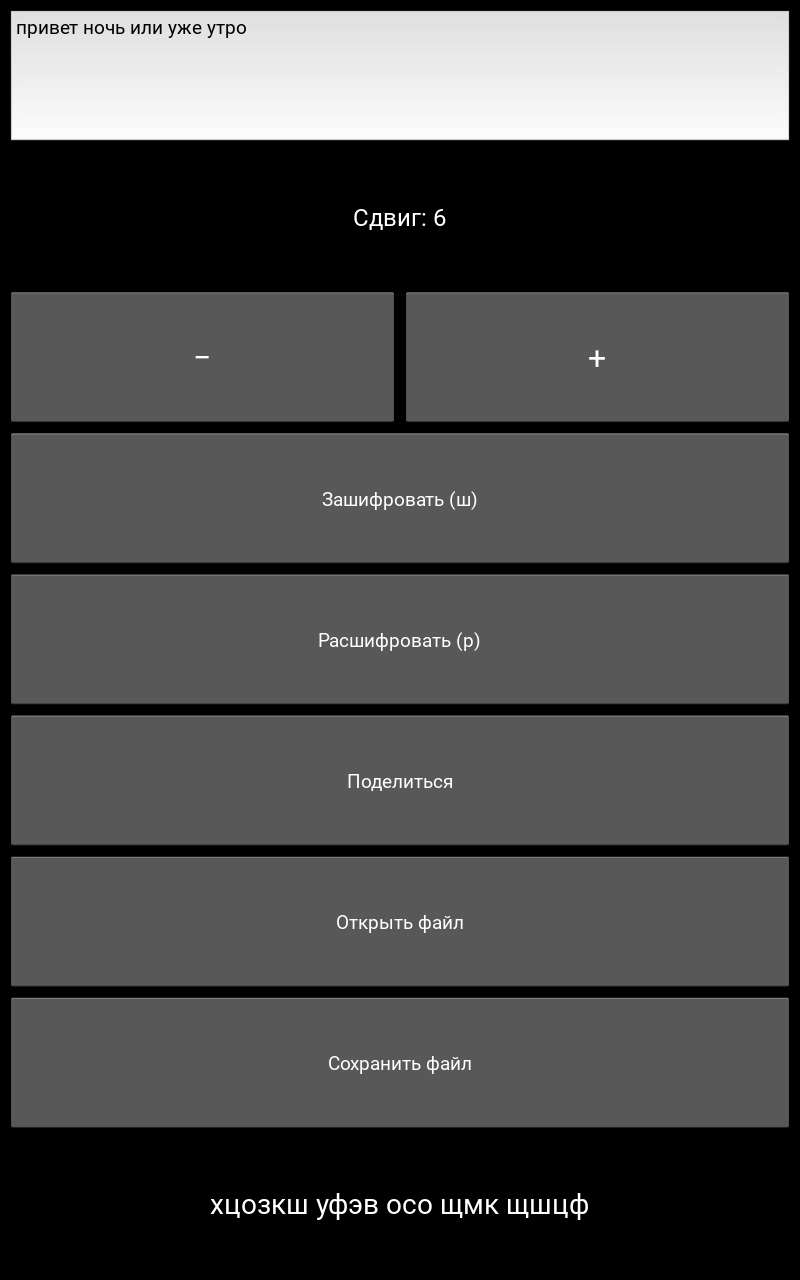 привет ночь или уже утро
Сдвиг: 6
− +
Зашифровать (ш)
Расшифровать (р)
Поделиться
Открыть файл
Сохранить файл
хцозкш уфэв осо щмк щшцф